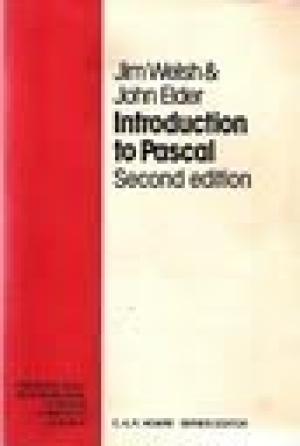 Jim Welsh &
John Elder
Introduction
to Pascal
Second edition
C.A.R. HOARE SERIES EDITOR